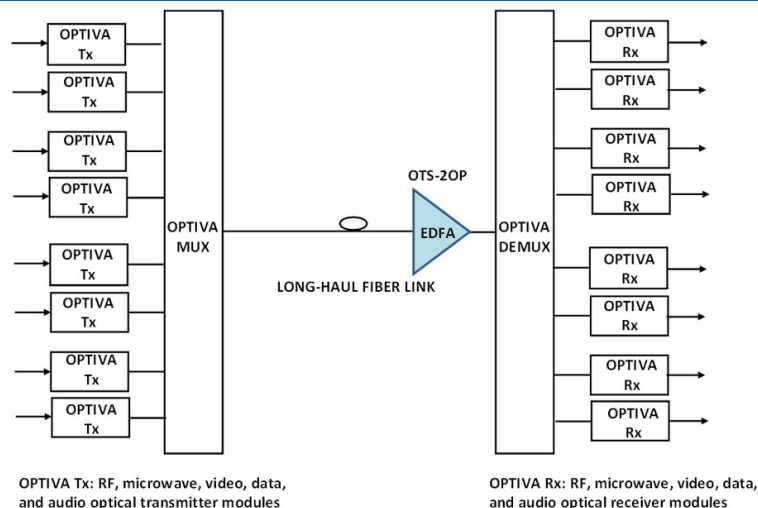 OPTIVA
Tx
OPTIVA
Tx
OPTIVA
Tx
OPTIVA
Tx
OPTIVA
Tx
OPTIVA
Tx
OPTIVA
Tx
OPTIVA
Tx
OPTIVA
MUX
LONG-HAUL FIBER LINK
OTS-2OP
EDFA
OPTIVA
DEMUX
OPTIVA
Rx
OPTIVA
Rx
OPTIVA
Rx
OPTIVA
Rx
OPTIVA
Rx
OPTIVA
Rx
OPTIVA
Rx
OPTIVA
Rx
OPTIVA Tx: RF, microwave, video, data,
and audio optical transmitter modules
OPTIVA Rx: RF, microwave, video, data,
and audio optical receiver modules